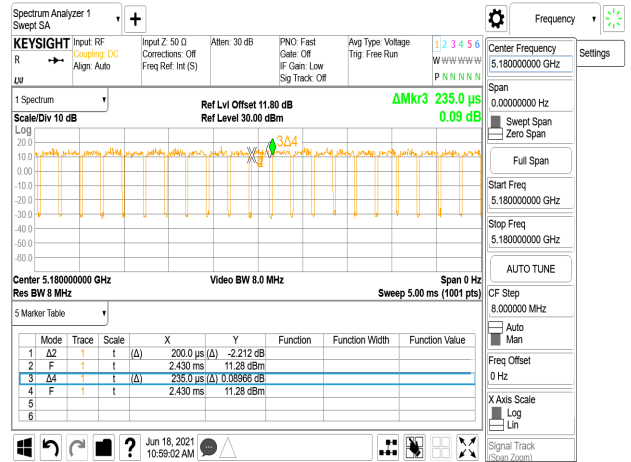 Spectrum Analyzer 1
Swept SA
Frequency
KEYSIGHT
R
Input: RF
Coupling: DC
Align: Auto
Input Z: 50 Ω
Corrections: Off
Freq Ref: Int (S)
Atten: 30 dB
PNO: Fast
Gate: Off
IF Gain: Low
Sig Track: Off
Avg Type: Voltage
Trig: Free Run
1 2 3 4 5 6
W W W W W W
P N N N N N
1 Spectrum
Scale/Div 10 dB
Ref Lvl Offset 11.80 dB
Ref Level 30.00 dBm
ΔMkr3 235.0 µs
0.09 dB
Log
20.0
10.0
0.00
-10.0
-20.0
-30.0
-40.0
-50.0
-60.0
3Δ4
2
Center 5.180000000 GHz
Res BW 8 MHz
Video BW 8.0 MHz
Span 0 Hz
Sweep 5.00 ms (1001 pts)
5 Marker Table
Mode Trace Scale X Y Function Function Width Function Value
1 Δ2 1 t (Δ) 200.0 µs (Δ) -2.212 dB
2 F 1 t 2.430 ms 11.28 dBm
3 Δ4 1 t (Δ) 235.0 µs (Δ) 0.08966 dB
4 F 1 t 2.430 ms 11.28 dBm
5
6
?
Jun 18, 2021
10:59:02 AM
Center Frequency
5.180000000 GHz
Settings
Span
0.00000000 Hz
Swept Span
Zero Span
Full Span
Start Freq
5.180000000 GHz
Stop Freq
5.180000000 GHz
AUTO TUNE
CF Step
8.000000 MHz
Auto
Man
Freq Offset
0 Hz
X Axis Scale
Log
Lin
Signal Track
(Span Zoom)